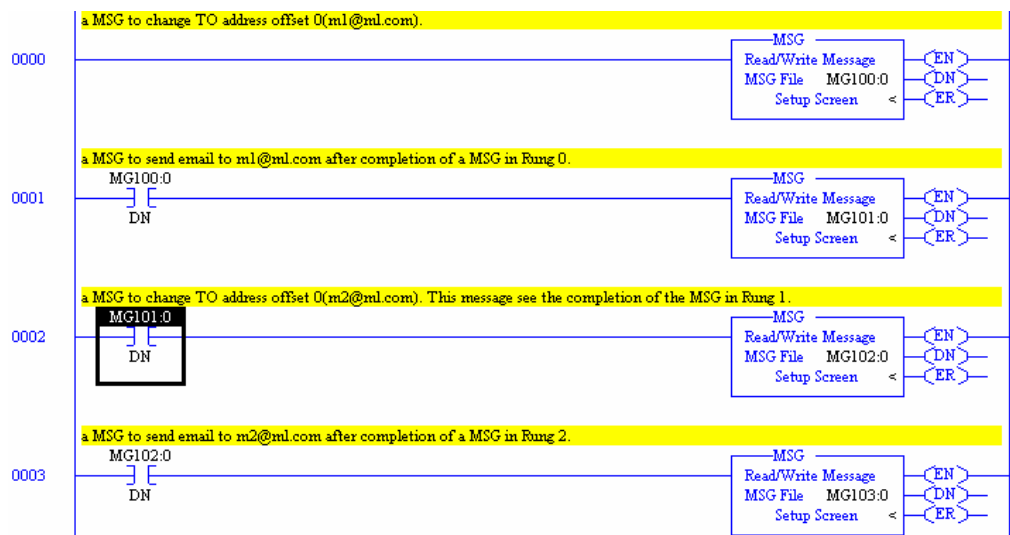 a MSG to change TO address offset 0(m1@ml.com).
MSG
0000 Read/Write Message EN
MSG File MG100:0 DN
Setup Screen < ER
a MSG to send email to m1@ml.com after completion of a MSG in Rung 0.
MG100:0 MSG
0001 Read/Write Message EN
DN MSG File MG101:0 DN
Setup Screen < ER
a MSG to change TO address offset 0(m2@ml.com). This message see the completion of the MSG in Rung 1.
MG101:0 MSG
0002 Read/Write Message EN
DN MSG File MG102:0 DN
Setup Screen < ER
a MSG to send email to m2@ml.com after completion of a MSG in Rung 2.
MG102:0 MSG
0003 Read/Write Message EN
DN MSG File MG103:0 DN
Setup Screen < ER